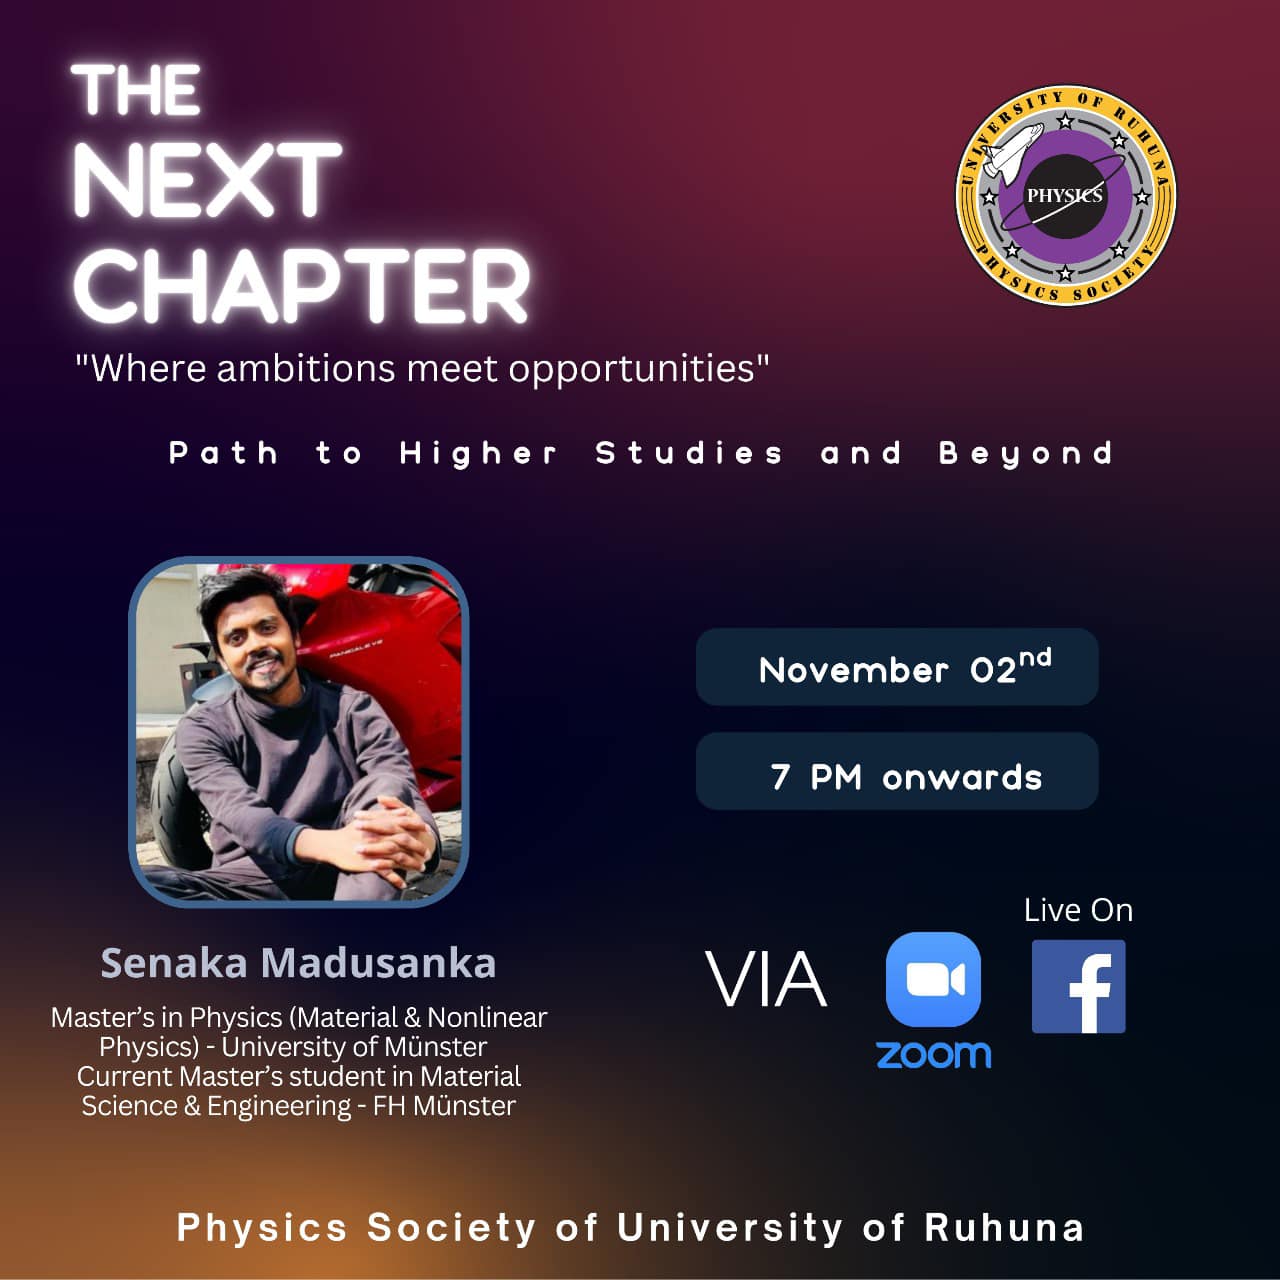 THE
NEXT
CHAPTER
"Where ambitions meet opportunities"
UNIVERSITY OF RUHUNA
PHYSICS
PHYSICS SOCIETY
Path to Higher Studies and Beyond
PANIGALE V2
November 02nd
7 PM onwards
Senaka Madusanka
Master's in Physics (Material & Nonlinear
Physics) - University of Münster
Current Master's student in Material
Science & Engineering - FH Münster
VIA
zoom
Live On
f
Physics Society of University of Ruhuna